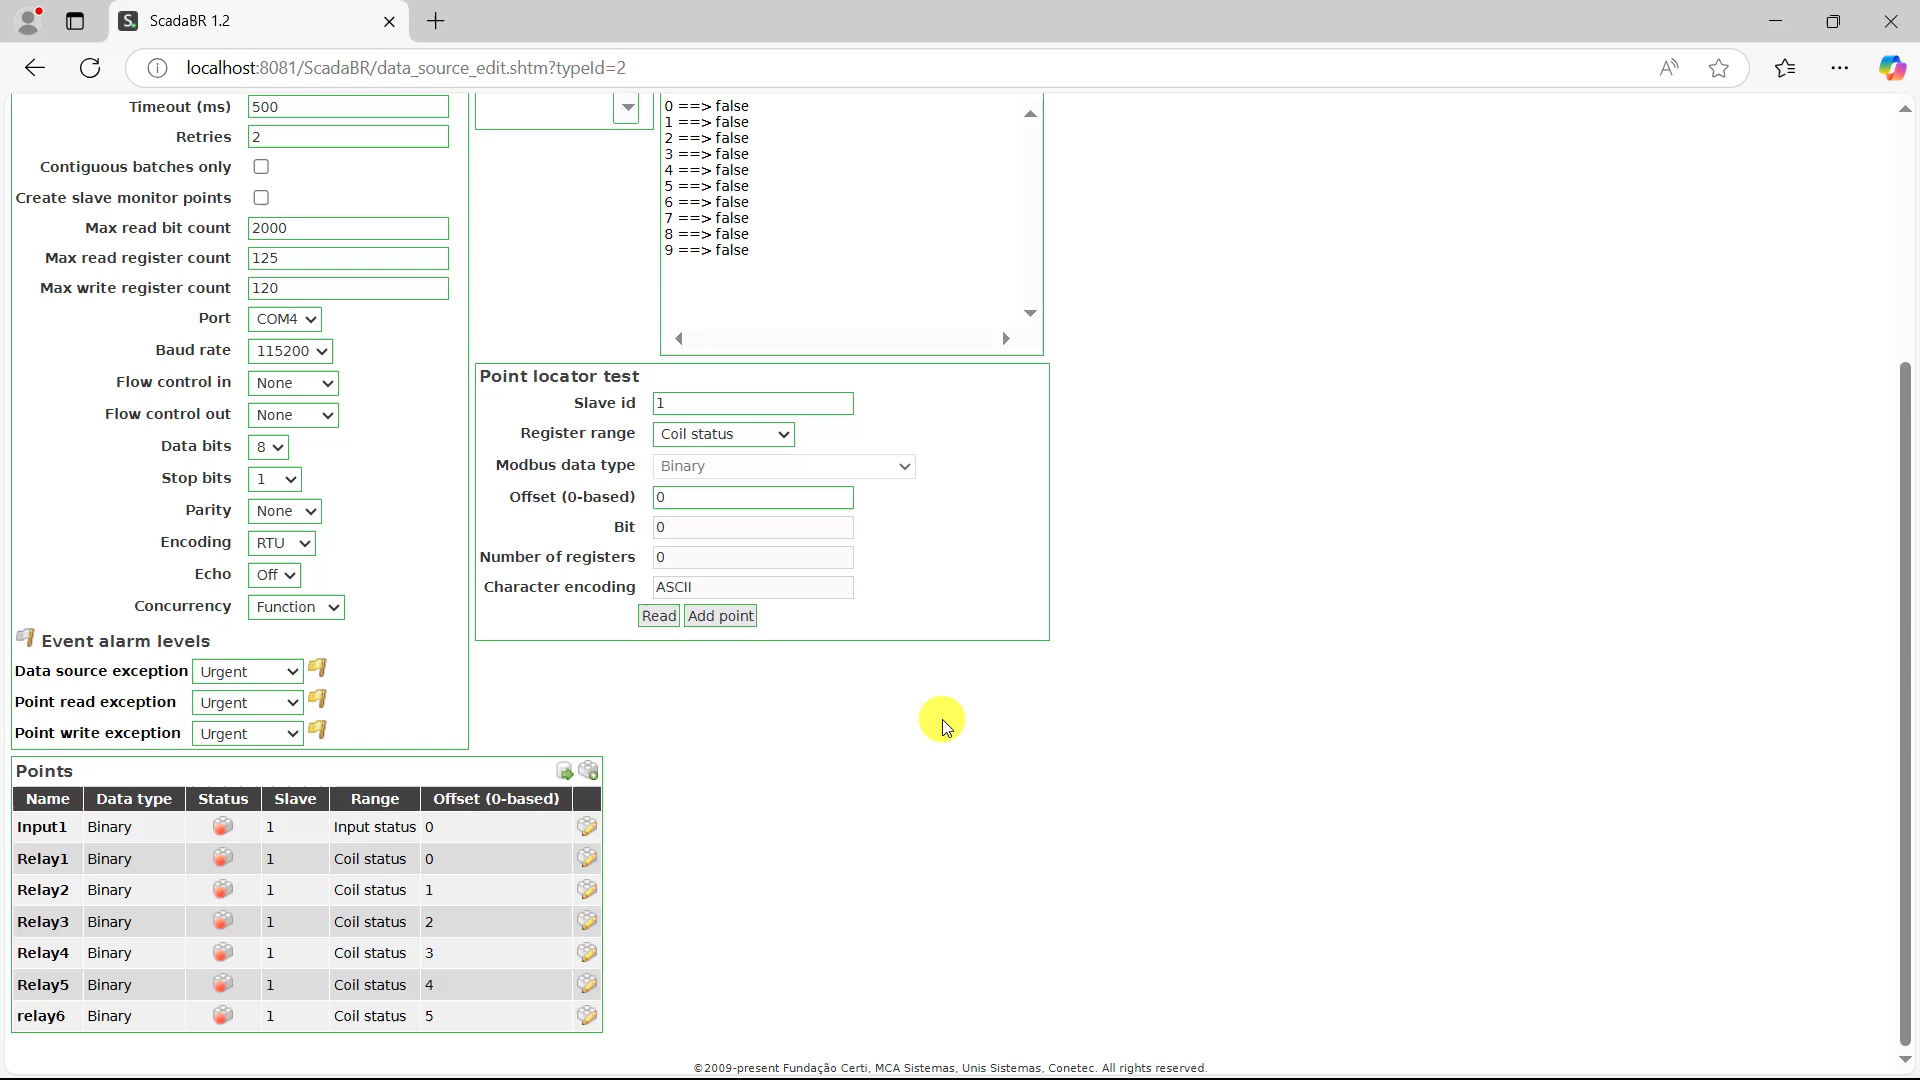 ScadaBR 1.2
localhost:8081/ScadaBR/data_source_edit.shtm?typeId=2
Timeout (ms) 500
Retries 2
Contiguous batches only
Create slave monitor points
Max read bit count 2000
Max read register count 125
Max write register count 120
Port COM4
Baud rate 115200
Flow control in None
Flow control out None
Data bits 8
Stop bits 1
Parity None
Encoding RTU
Echo Off
Concurrency Function
Event alarm levels
Data source exception Urgent
Point read exception Urgent
Point write exception Urgent
0 ==> false
1 ==> false
2 ==> false
3 ==> false
4 ==> false
5 ==> false
6 ==> false
7 ==> false
8 ==> false
9 ==> false
Point locator test
Slave id 1
Register range Coil status
Modbus data type Binary
Offset (0-based) 0
Bit 0
Number of registers 0
Character encoding ASCII
Read Add point
Points
Name Data type Status Slave Range Offset (0-based)
Input1 Binary 1 Input status 0
Relay1 Binary 1 Coil status 0
Relay2 Binary 1 Coil status 1
Relay3 Binary 1 Coil status 2
Relay4 Binary 1 Coil status 3
Relay5 Binary 1 Coil status 4
relay6 Binary 1 Coil status 5
©2009-present Fundação Certi, MCA Sistemas, Unis Sistemas, Conetec. All rights reserved.